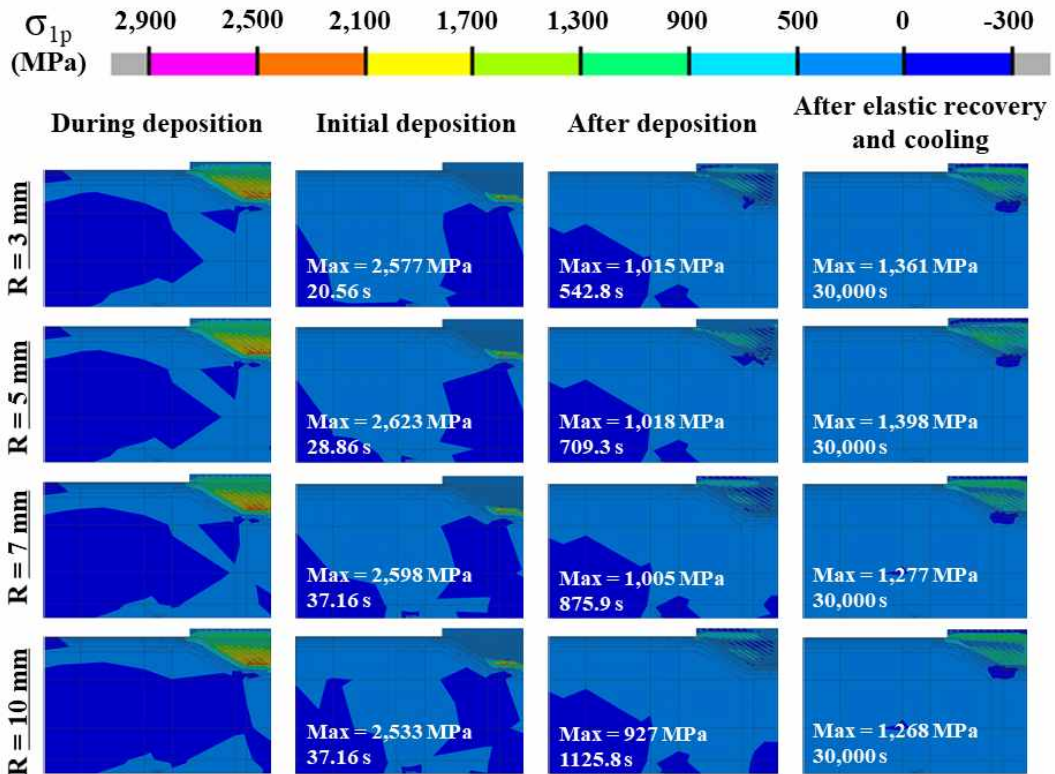 σ1p 2,900 2,500 2,100 1,700 1,300 900 500 0 -300
(MPa)
During deposition Initial deposition After deposition After elastic recovery
and cooling
R = 3 mm
Max = 2,577 MPa
20.56 s
Max = 1,015 MPa
542.8 s
Max = 1,361 MPa
30,000 s
R = 5 mm
Max = 2,623 MPa
28.86 s
Max = 1,018 MPa
709.3 s
Max = 1,398 MPa
30,000 s
R = 7 mm
Max = 2,598 MPa
37.16 s
Max = 1,005 MPa
875.9 s
Max = 1,277 MPa
30,000 s
R = 10 mm
Max = 2,533 MPa
37.16 s
Max = 927 MPa
1125.8 s
Max = 1,268 MPa
30,000 s